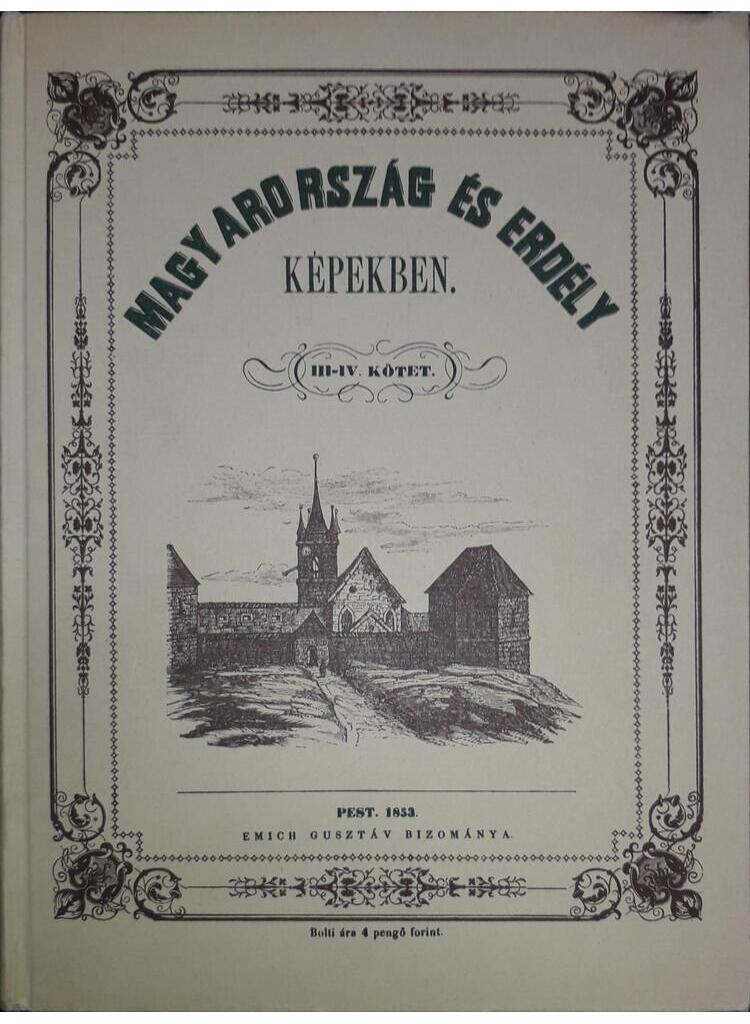 MAGYARORSZÁG ÉS ERDÉLY
KÉPEKBEN.
III-IV. KÖTET.
PEST. 1853.
EMICH GUSZTÁV BIZOMÁNYA.
Bolti ára 4 pengő forint.